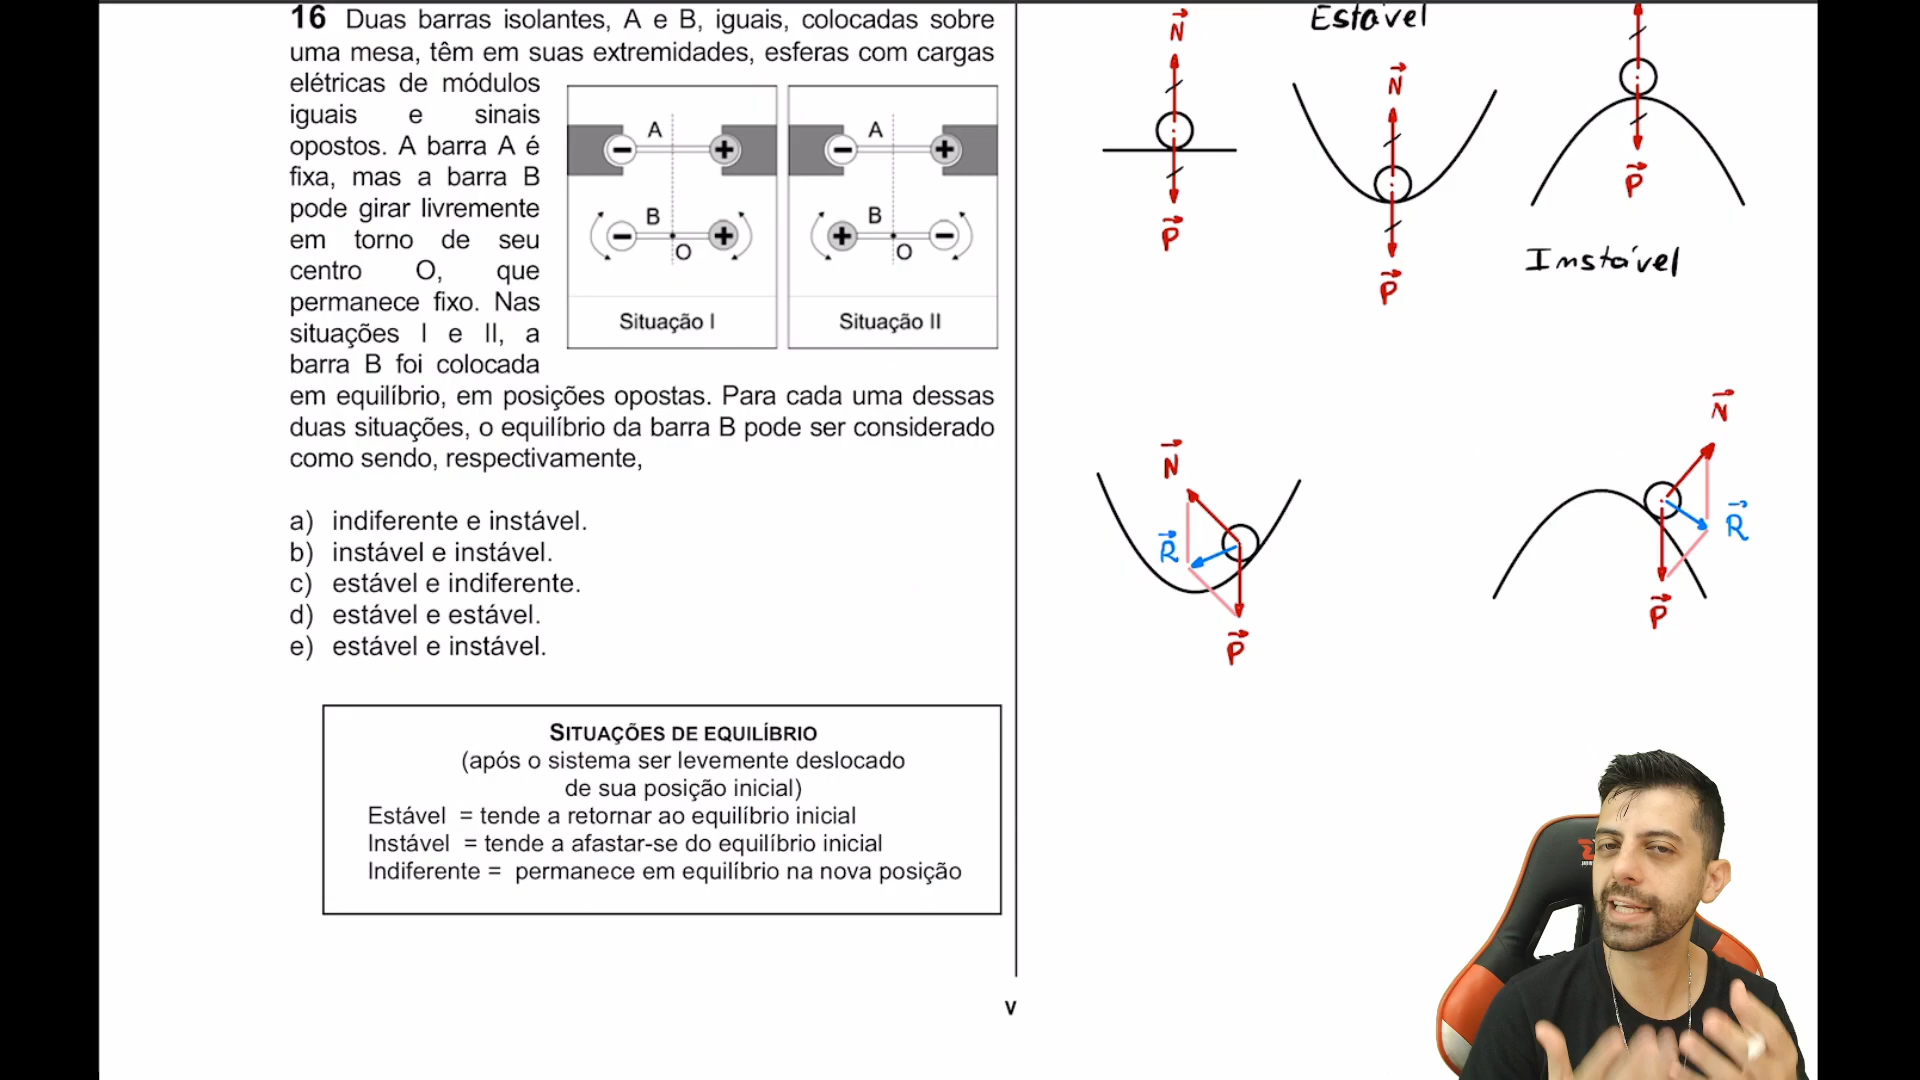 16 Duas barras isolantes, A e B, iguais, colocadas sobre
uma mesa, têm em suas extremidades, esferas com cargas
elétricas de módulos
iguais e sinais
opostos. A barra A é
fixa, mas a barra B
pode girar livremente
em torno de seu
centro O, que
permanece fixo. Nas
situações I e II, a
barra B foi colocada
em equilíbrio, em posições opostas. Para cada uma dessas
duas situações, o equilíbrio da barra B pode ser considerado
como sendo, respectivamente,
A
− +
B
− +
O
Situação I
A
− +
B
+ −
O
Situação II
a) indiferente e instável.
b) instável e instável.
c) estável e indiferente.
d) estável e estável.
e) estável e instável.
SITUAÇÕES DE EQUILÍBRIO
(após o sistema ser levemente deslocado
de sua posição inicial)
Estável = tende a retornar ao equilíbrio inicial
Instável = tende a afastar-se do equilíbrio inicial
Indiferente = permanece em equilíbrio na nova posição
V
N
P
Estável
N
P
P
Instável
N
R
P
N
R
P